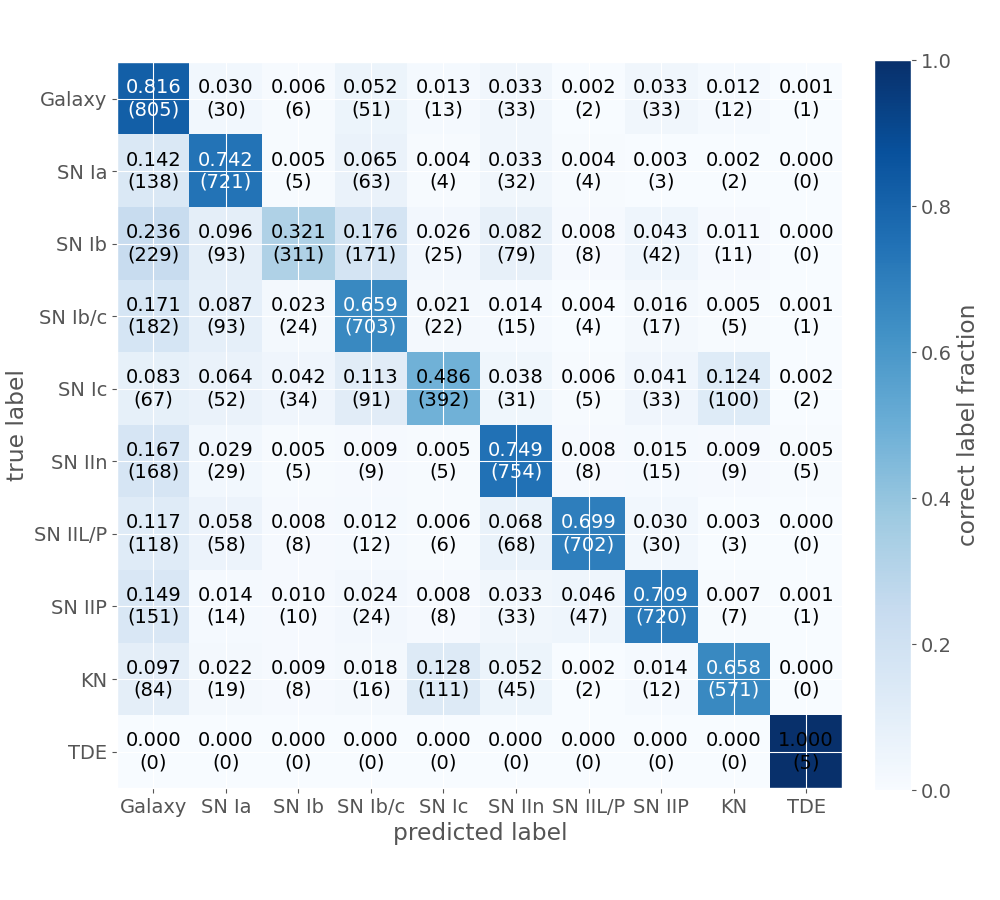 Galaxy 0.816 0.030 0.006 0.052 0.013 0.033 0.002 0.033 0.012 0.001
(805) (30) (6) (51) (13) (33) (2) (33) (12) (1)
SN Ia 0.142 0.742 0.005 0.065 0.004 0.033 0.004 0.003 0.002 0.000
(138) (721) (5) (63) (4) (32) (4) (3) (2) (0)
SN Ib 0.236 0.096 0.321 0.176 0.026 0.082 0.008 0.043 0.011 0.000
(229) (93) (311) (171) (25) (79) (8) (42) (11) (0)
SN Ib/c 0.171 0.087 0.023 0.659 0.021 0.014 0.004 0.016 0.005 0.001
(182) (93) (24) (703) (22) (15) (4) (17) (5) (1)
SN Ic 0.083 0.064 0.042 0.113 0.486 0.038 0.006 0.041 0.124 0.002
(67) (52) (34) (91) (392) (31) (5) (33) (100) (2)
SN IIn 0.167 0.029 0.005 0.009 0.005 0.749 0.008 0.015 0.009 0.005
(168) (29) (5) (9) (5) (754) (8) (15) (9) (5)
SN IIL/P 0.117 0.058 0.008 0.012 0.006 0.068 0.699 0.030 0.003 0.000
(118) (58) (8) (12) (6) (68) (702) (30) (3) (0)
SN IIP 0.149 0.014 0.010 0.024 0.008 0.033 0.046 0.709 0.007 0.001
(151) (14) (10) (24) (8) (33) (47) (720) (7) (1)
KN 0.097 0.022 0.009 0.018 0.128 0.052 0.002 0.014 0.658 0.000
(84) (19) (8) (16) (111) (45) (2) (12) (571) (0)
TDE 0.000 0.000 0.000 0.000 0.000 0.000 0.000 0.000 0.000 1.000
(0) (0) (0) (0) (0) (0) (0) (0) (0) (5)
Galaxy SN Ia SN Ib SN Ib/c SN Ic SN IIn SN IIL/P SN IIP KN TDE
predicted label
true label
1.0
0.8
0.6
0.4
0.2
0.0
correct label fraction